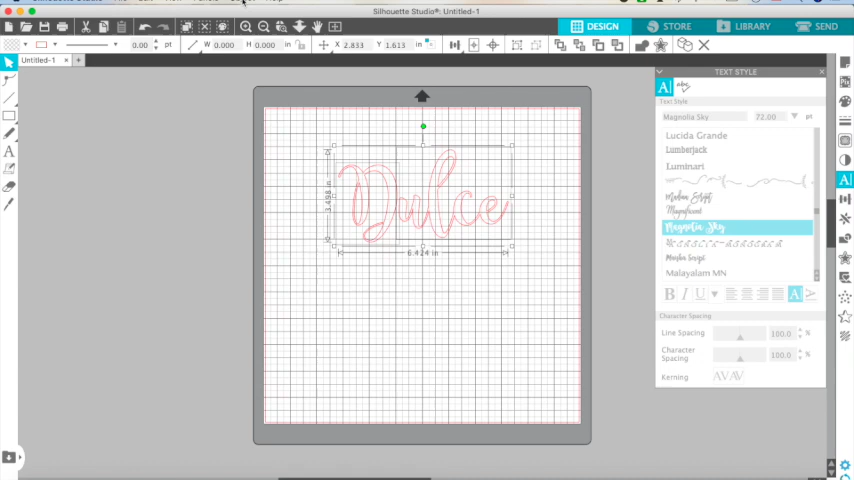 Silhouette Studio®: Untitled-1
DESIGN
STORE
LIBRARY
SEND
0.00 pt
W 0.000
H 0.000 in
X 2.833
Y 1.613 in
Untitled-1
TEXT STYLE
Text Style
Magnolia Sky
72.00
pt
Lucida Grande
Lumberjack
Luminari
Madina Script
Magnificent
Magnolia Sky
Malayalam MN
B I U
Character Spacing
Line Spacing
100.0 %
Character Spacing
100.0 %
Kerning
AVAV
Dulce
3.498 in
6.424 in